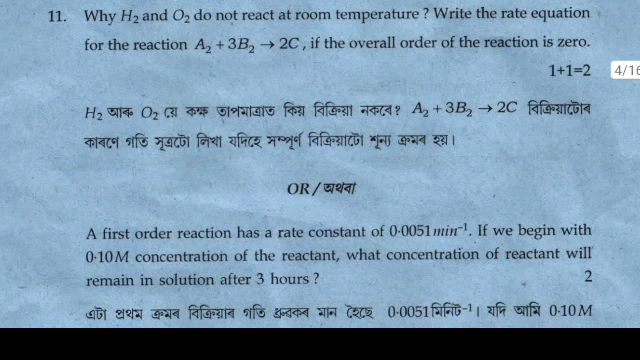 11. Why H₂ and O₂ do not react at room temperature ? Write the rate equation
for the reaction A₂ + 3B₂ → 2C, if the overall order of the reaction is zero.
1+1=2
4/16
H₂ আৰু O₂ য়ে কক্ষ তাপমাত্ৰাত কিয় বিক্ৰিয়া নকৰে? A₂ + 3B₂ → 2C বিক্ৰিয়াটোৰ
কাৰণে গতি সূত্ৰটো লিখা যদিহে সম্পূৰ্ণ বিক্ৰিয়াটো শূন্য ক্ৰমৰ হয়।
OR / অথবা
A first order reaction has a rate constant of 0·0051 min⁻¹. If we begin with
0·10M concentration of the reactant, what concentration of reactant will
remain in solution after 3 hours ? 2
এটা প্ৰথম ক্ৰমৰ বিক্ৰিয়াৰ গতি ধ্ৰুৱকৰ মান হৈছে 0·0051 মিনিট⁻¹। যদি আমি 0·10M